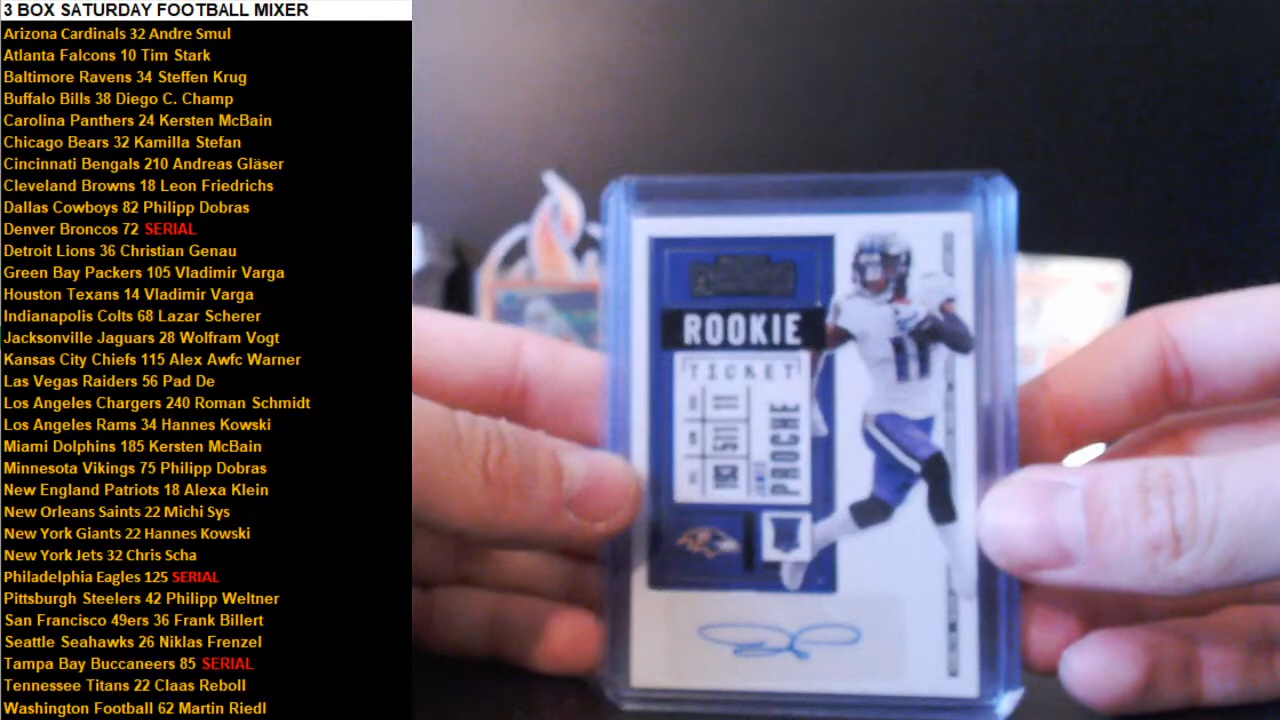 3 BOX SATURDAY FOOTBALL MIXER
Arizona Cardinals 32 Andre Smul
Atlanta Falcons 10 Tim Stark
Baltimore Ravens 34 Steffen Krug
Buffalo Bills 38 Diego C. Champ
Carolina Panthers 24 Kersten McBain
Chicago Bears 32 Kamilla Stefan
Cincinnati Bengals 210 Andreas Gläser
Cleveland Browns 18 Leon Friedrichs
Dallas Cowboys 82 Philipp Dobras
Denver Broncos 72 SERIAL
Detroit Lions 36 Christian Genau
Green Bay Packers 105 Vladimir Varga
Houston Texans 14 Vladimir Varga
Indianapolis Colts 68 Lazar Scherer
Jacksonville Jaguars 28 Wolfram Vogt
Kansas City Chiefs 115 Alex Awfc Warner
Las Vegas Raiders 56 Pad De
Los Angeles Chargers 240 Roman Schmidt
Los Angeles Rams 34 Hannes Kowski
Miami Dolphins 185 Kersten McBain
Minnesota Vikings 75 Philipp Dobras
New England Patriots 18 Alexa Klein
New Orleans Saints 22 Michi Sys
New York Giants 22 Hannes Kowski
New York Jets 32 Chris Scha
Philadelphia Eagles 125 SERIAL
Pittsburgh Steelers 42 Philipp Weltner
San Francisco 49ers 36 Frank Billert
Seattle Seahawks 26 Niklas Frenzel
Tampa Bay Buccaneers 85 SERIAL
Tennessee Titans 22 Claas Reboll
Washington Football 62 Martin Riedl
ROOKIE
TICKET
PROCHE
11